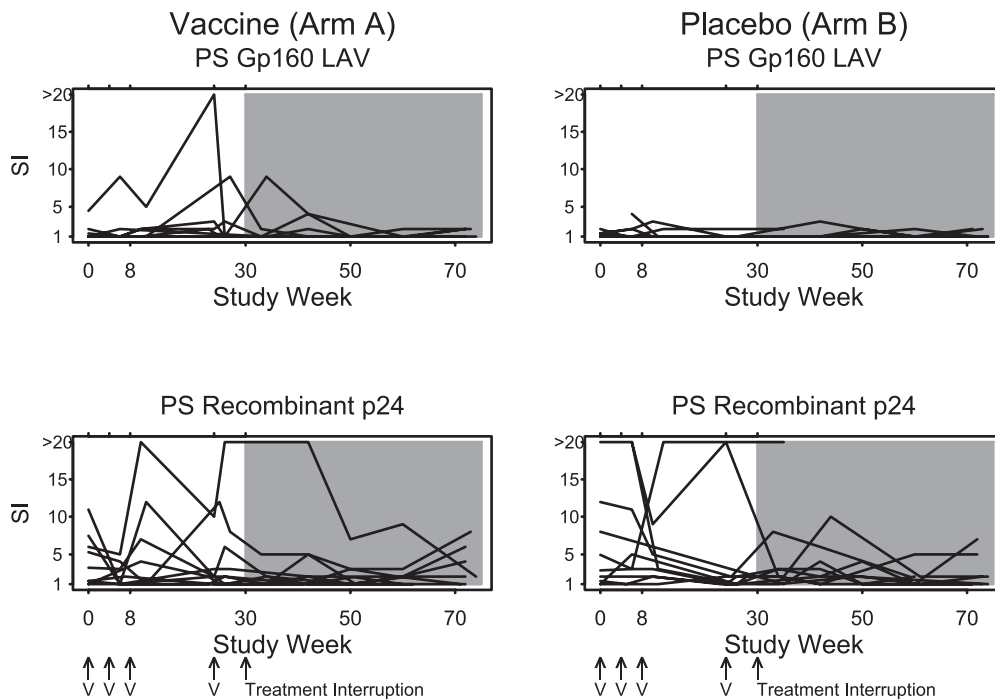 Vaccine (Arm A)
PS Gp160 LAV
Placebo (Arm B)
PS Gp160 LAV
>20
15
10
5
1
SI
0 8 30 50 70
Study Week
>20
15
10
5
1
0 8 30 50 70
Study Week
PS Recombinant p24
PS Recombinant p24
>20
15
10
5
1
SI
0 8 30 50 70
Study Week
V V V V Treatment Interruption
>20
15
10
5
1
0 8 30 50 70
Study Week
V V V V Treatment Interruption